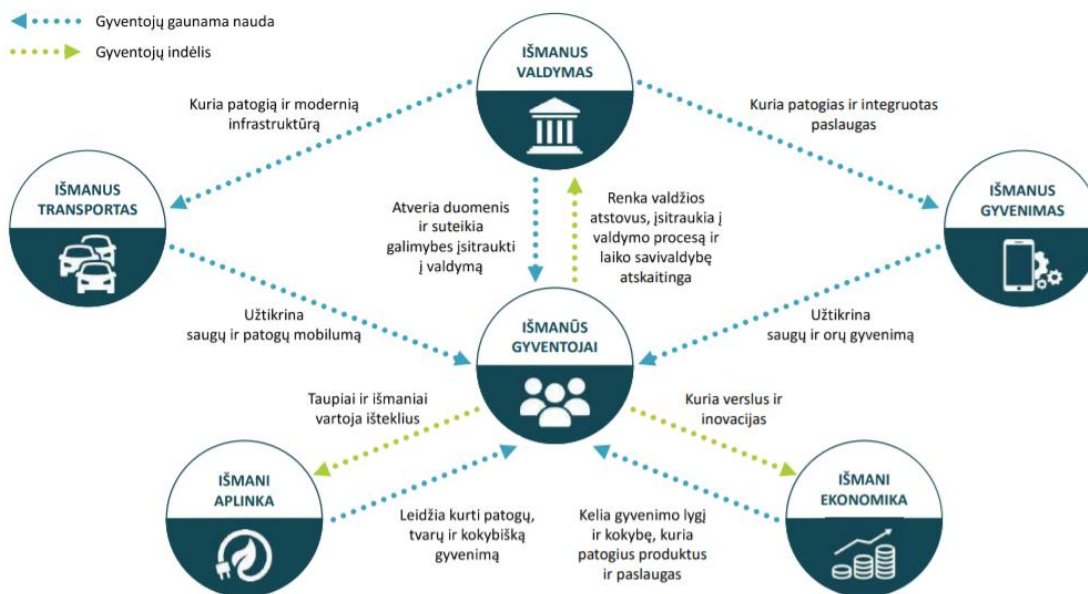 Gyventojų gaunama nauda
Gyventojų indėlis
IŠMANUS
VALDYMAS
Kuria patogią ir modernią
infrastruktūrą
Kuria patogias ir integruotas
paslaugas
IŠMANUS
TRANSPORTAS
Atveria duomenis
ir suteikia
galimybes įsitraukti
į valdymą
Renka valdžios
atstovus, įsitraukia į
valdymo procesą ir
laiko savivaldybę
atskaitinga
IŠMANUS
GYVENIMAS
Užtikrina
saugų ir patogų mobilumą
IŠMANŪS
GYVENTOJAI
Užtikrina
saugų ir orų gyvenimą
Taupiai ir išmaniai
vartoja išteklius
Kuria verslus ir
inovacijas
IŠMANI
APLINKA
Leidžia kurti patogų,
tvarų ir kokybišką
gyvenimą
Kelia gyvenimo lygį
ir kokybę, kuria
patogius produktus
ir paslaugas
IŠMANI
EKONOMIKA